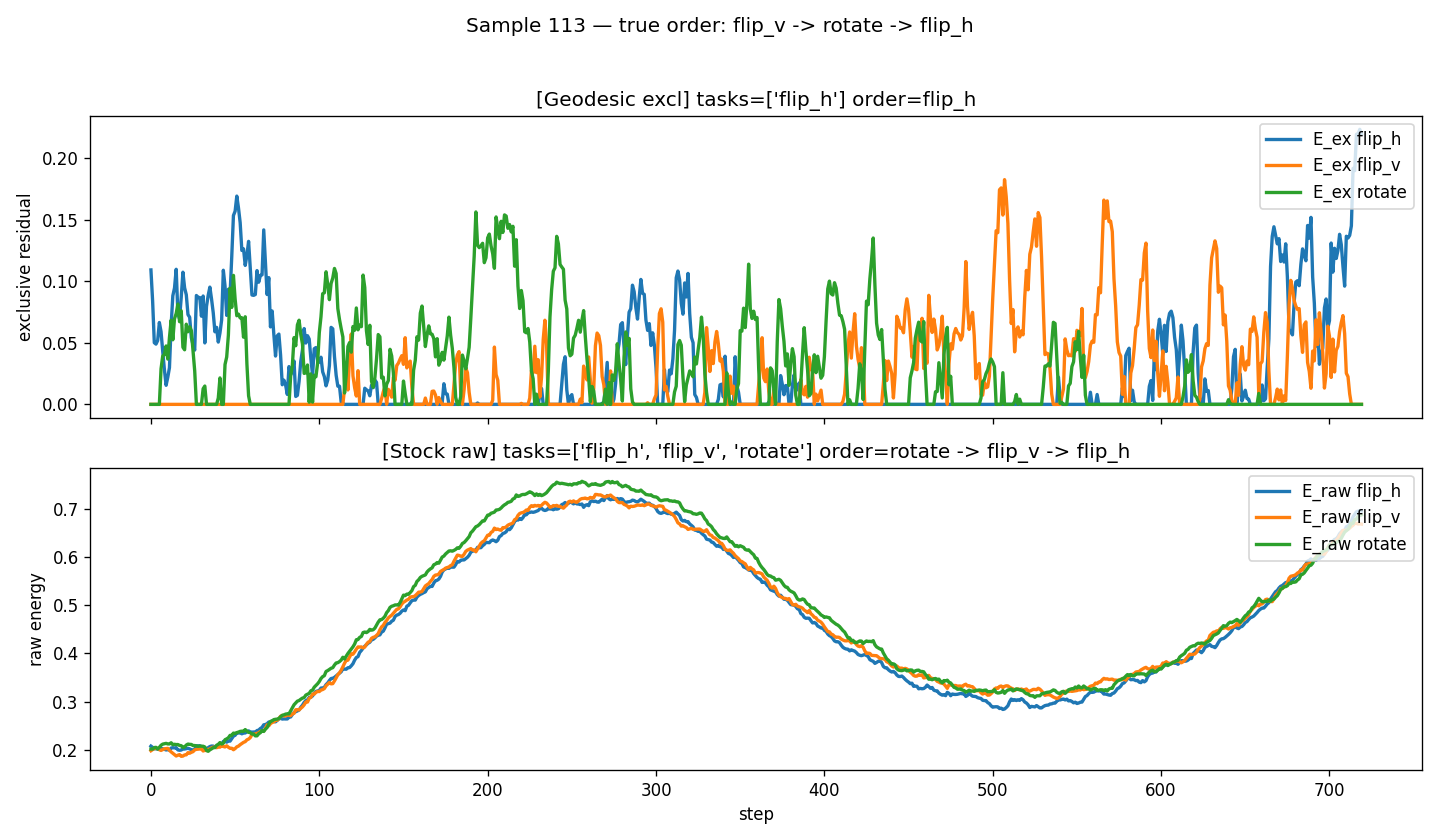 Sample 113 — true order: flip_v -> rotate -> flip_h
[Geodesic excl] tasks=['flip_h'] order=flip_h
exclusive residual
0.20
0.15
0.10
0.05
0.00
E_ex flip_h
E_ex flip_v
E_ex rotate
[Stock raw] tasks=['flip_h', 'flip_v', 'rotate'] order=rotate -> flip_v -> flip_h
raw energy
0.7
0.6
0.5
0.4
0.3
0.2
E_raw flip_h
E_raw flip_v
E_raw rotate
0 100 200 300 400 500 600 700
step